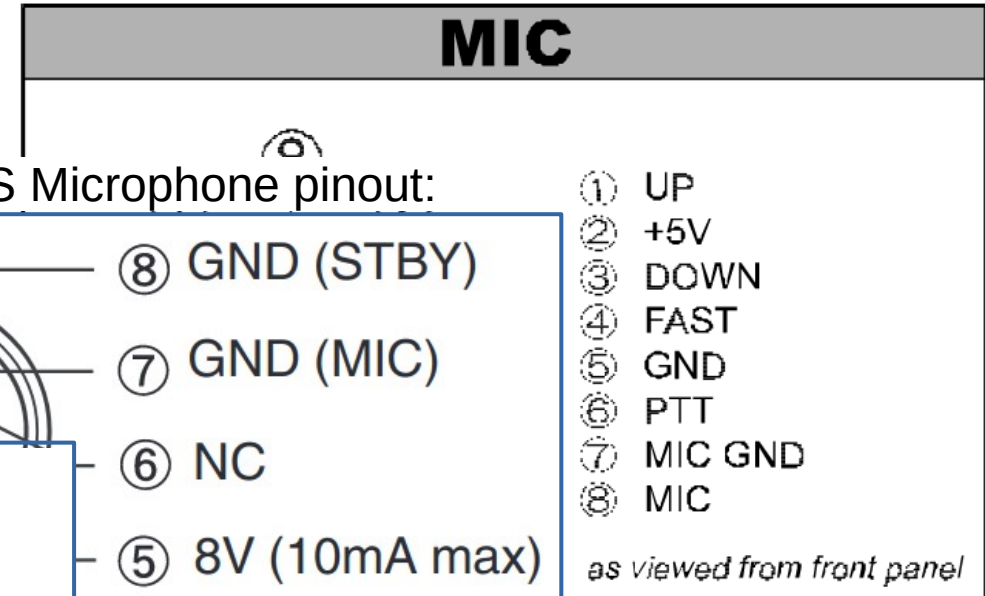 MIC
S Microphone pinout:
⑧ GND (STBY)
⑦ GND (MIC)
⑥ NC
⑤ 8V (10mA max)
① UP
② +5V
③ DOWN
④ FAST
⑤ GND
⑥ PTT
⑦ MIC GND
⑧ MIC
as viewed from front panel